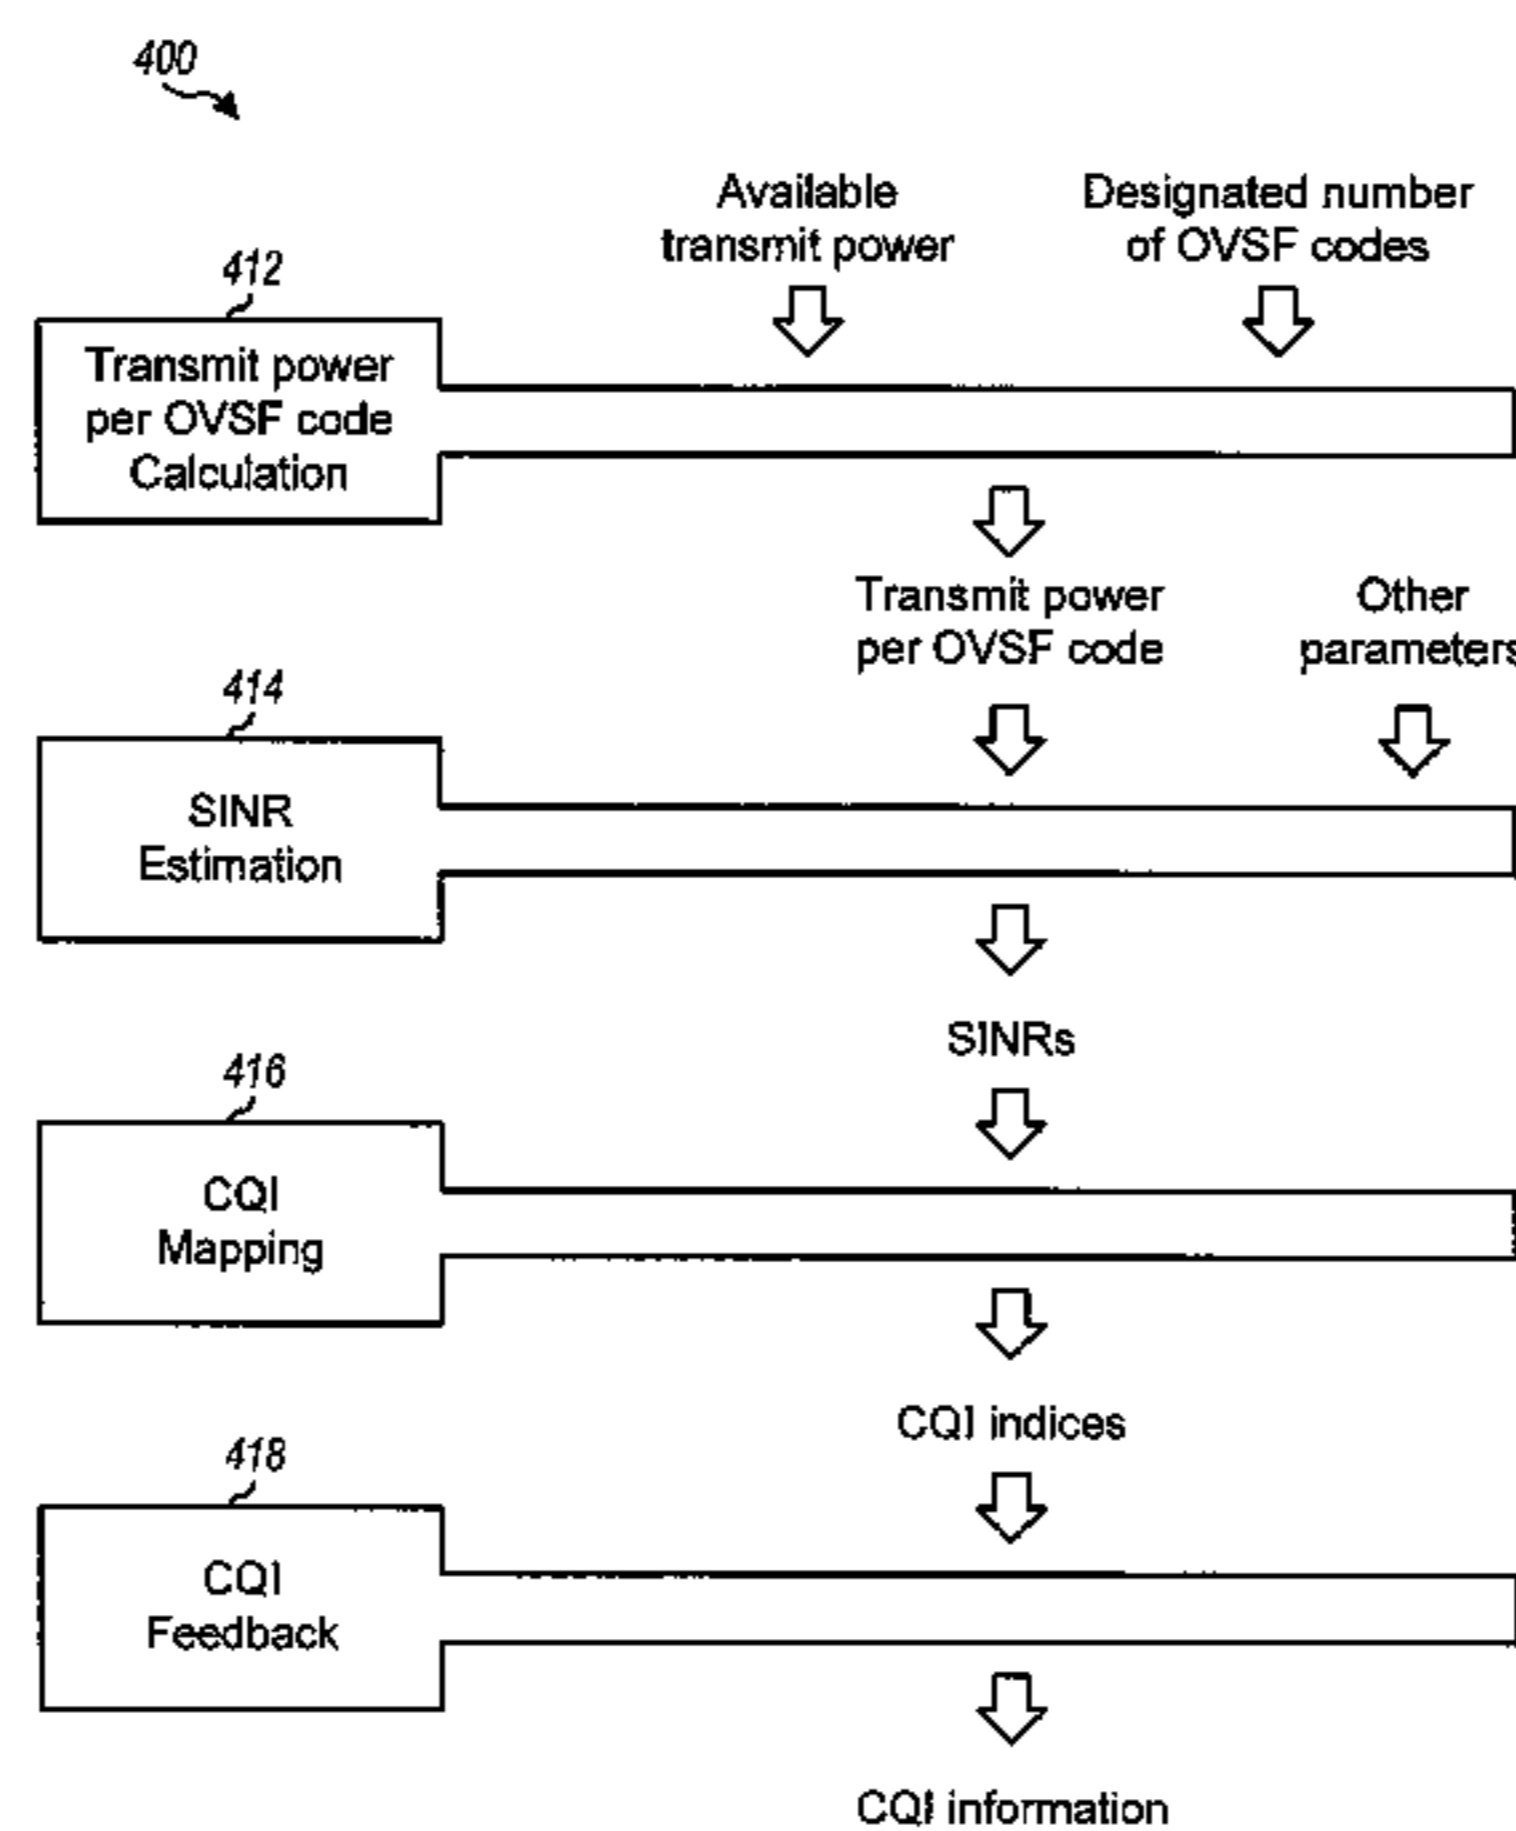 400
Available
transmit power
Designated number
of OVSF codes
412
Transmit power
per OVSF code
Calculation
Transmit power
per OVSF code
Other
parameters
414
SINR
Estimation
SINRs
416
CQI
Mapping
CQI indices
418
CQI
Feedback
CQI information